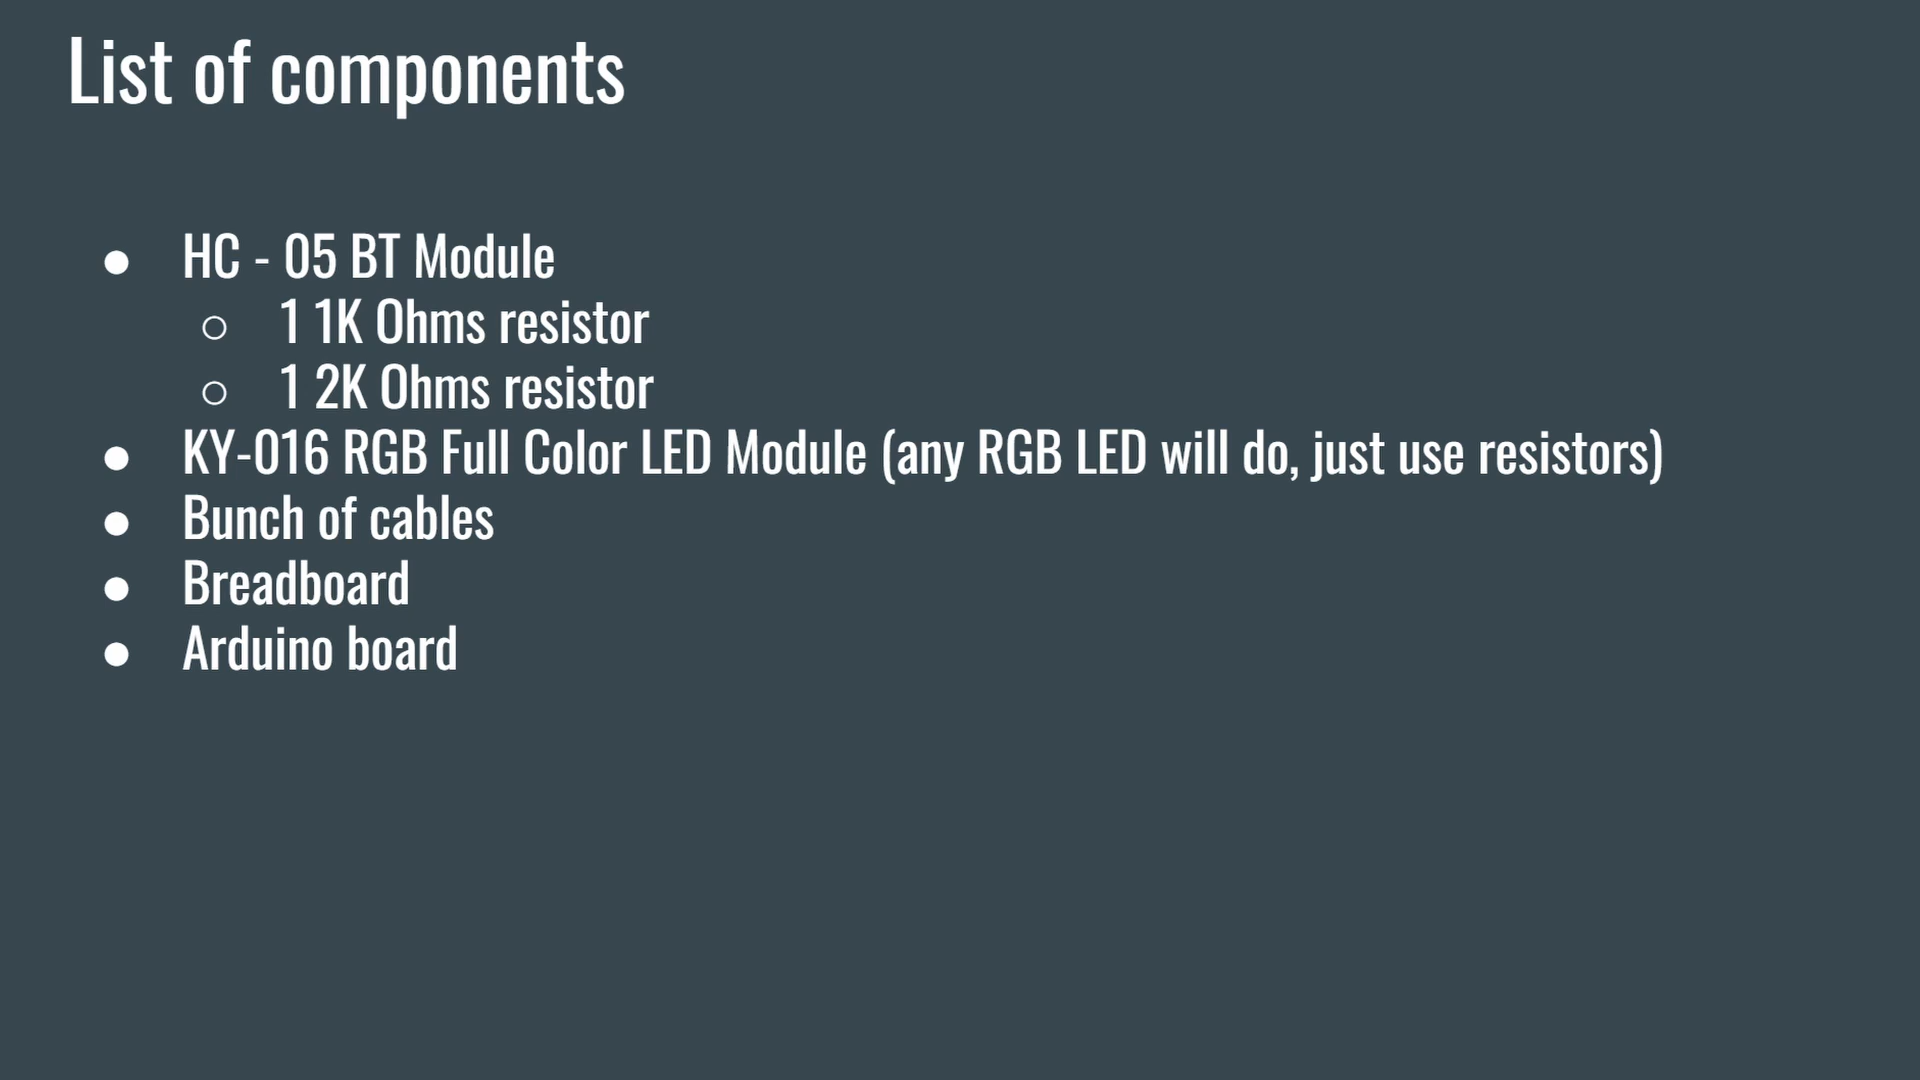 List of components
● HC - 05 BT Module
○ 1 1K Ohms resistor
○ 1 2K Ohms resistor
● KY-016 RGB Full Color LED Module (any RGB LED will do, just use resistors)
● Bunch of cables
● Breadboard
● Arduino board